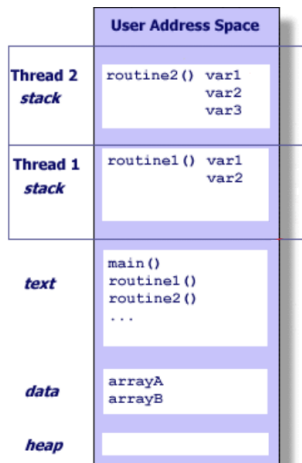 User Address Space
Thread 2
stack
routine2() var1
var2
var3
Thread 1
stack
routine1() var1
var2
text
main()
routine1()
routine2()
...
data
arrayA
arrayB
heap